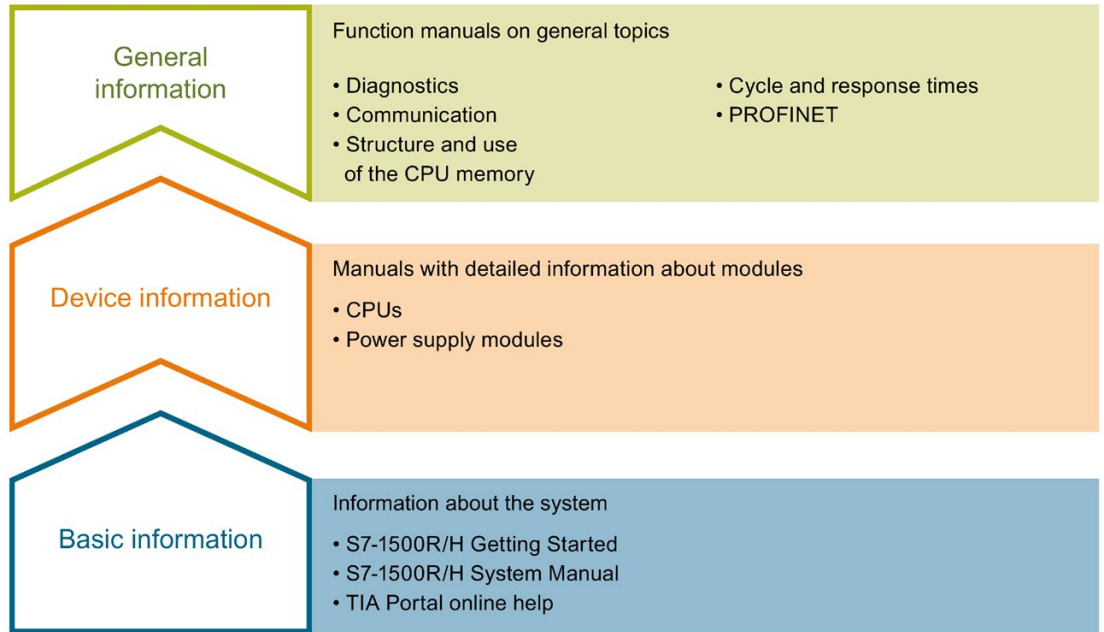 General
information
Function manuals on general topics
• Diagnostics
• Communication
• Structure and use
of the CPU memory
• Cycle and response times
• PROFINET
Device information
Manuals with detailed information about modules
• CPUs
• Power supply modules
Basic information
Information about the system
• S7-1500R/H Getting Started
• S7-1500R/H System Manual
• TIA Portal online help